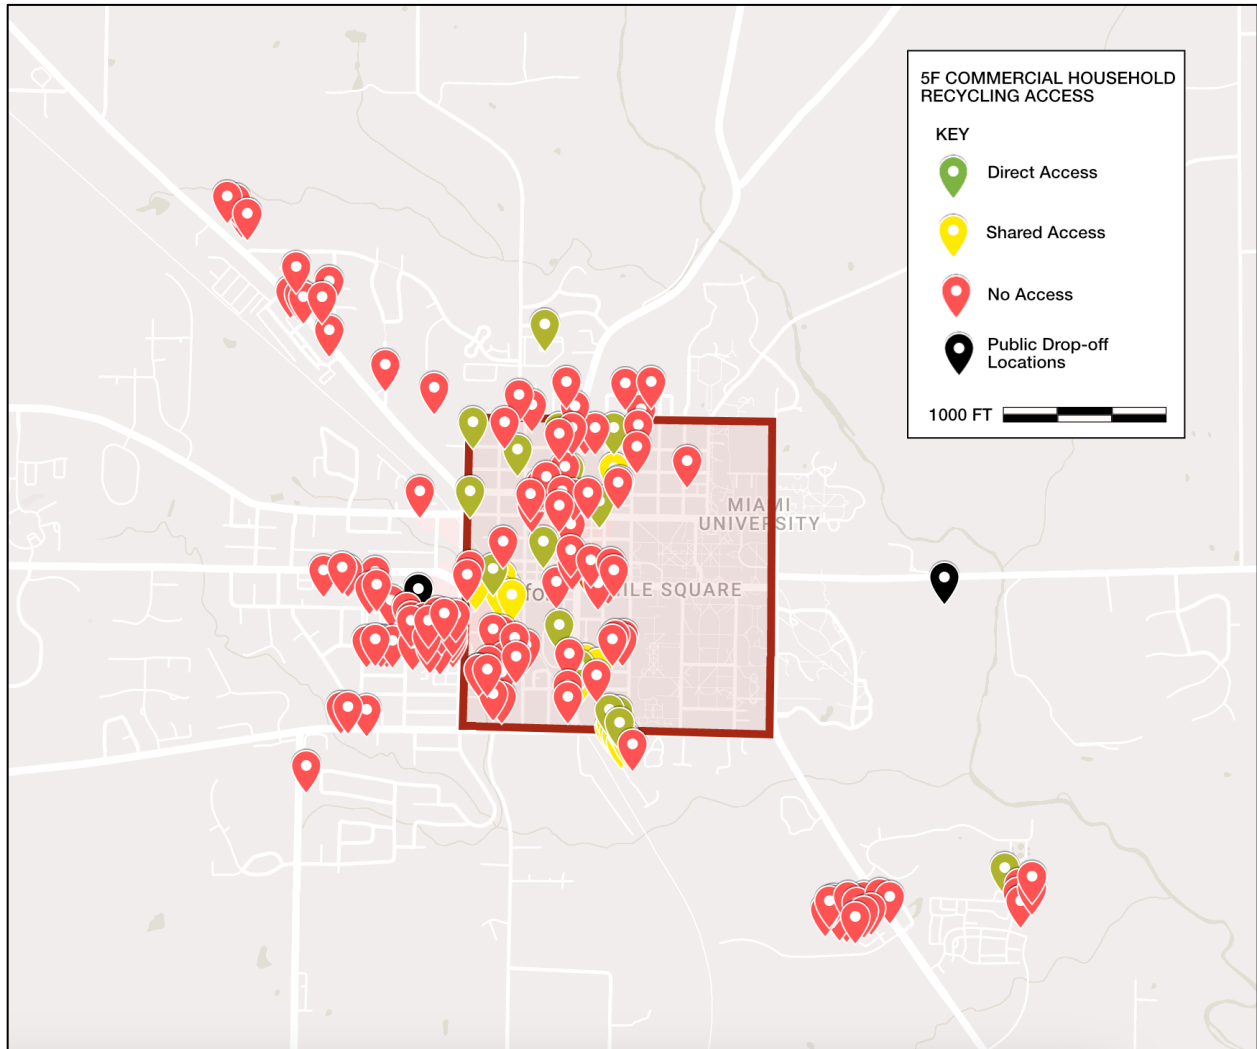 5F COMMERCIAL HOUSEHOLD
RECYCLING ACCESS
KEY
Direct Access
Shared Access
No Access
Public Drop-off
Locations
1000 FT
MIAMI
UNIVERSITY
SQUARE